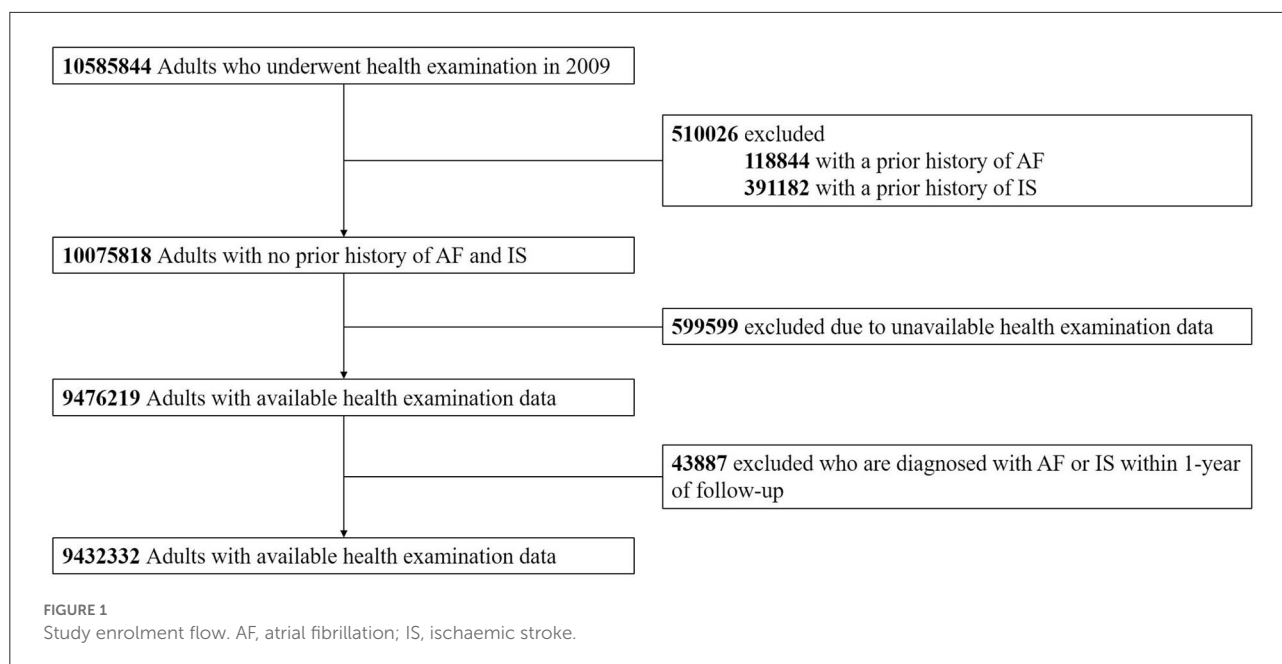 10585844 Adults who underwent health examination in 2009
510026 excluded
118844 with a prior history of AF
391182 with a prior history of IS
10075818 Adults with no prior history of AF and IS
599599 excluded due to unavailable health examination data
9476219 Adults with available health examination data
43887 excluded who are diagnosed with AF or IS within 1-year
of follow-up
9432332 Adults with available health examination data
FIGURE 1
Study enrolment flow. AF, atrial fibrillation; IS, ischaemic stroke.